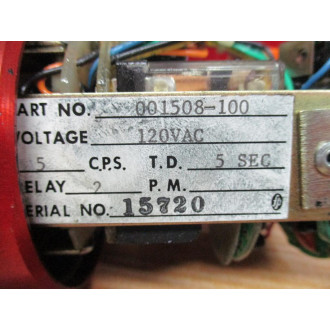 ART NO. 001508-100
VOLTAGE 120VAC
5 C.P.S. T.D. 5 SEC
ELAY 2 P.M.
ERIAL NO. 15720